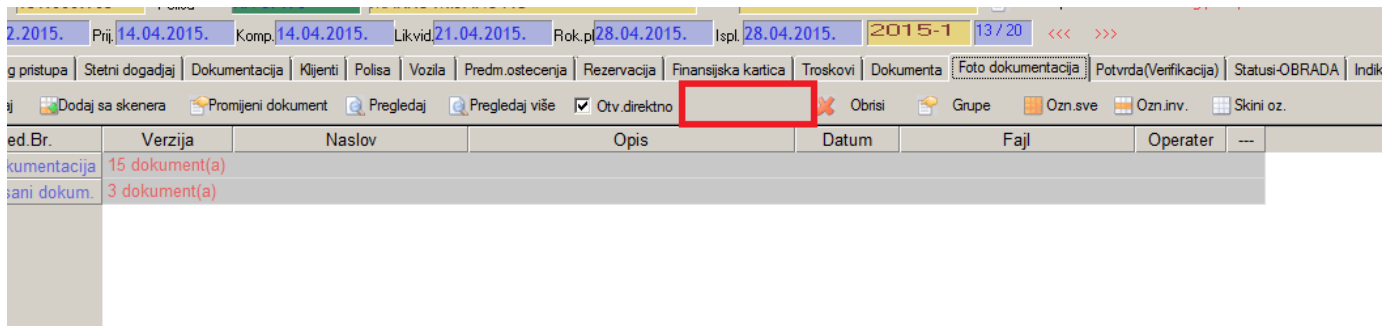 2.2015. Prij. 14.04.2015. Komp. 14.04.2015. Likvid. 21.04.2015. Rok.pl 28.04.2015. Ispl. 28.04.2015. 2015-1 13 / 20 <<< >>>
g pristupa Stetni dogadjaj Dokumentacija Klijenti Polisa Vozila Predm.ostecenja Rezervacija Finansijska kartica Troskovi Dokumenta Foto dokumentacija Potvrda(Verifikacija) Statusi-OBRADA Indik
aj Dodaj sa skenera Promijeni dokument Pregledaj Pregledaj više Otv.direktno Obrisi Grupe Ozn.sve Ozn.inv. Skini oz.
ed.Br. Verzija Naslov Opis Datum Fajl Operater ---
kumentacija 15 dokument(a)
sani dokum. 3 dokument(a)